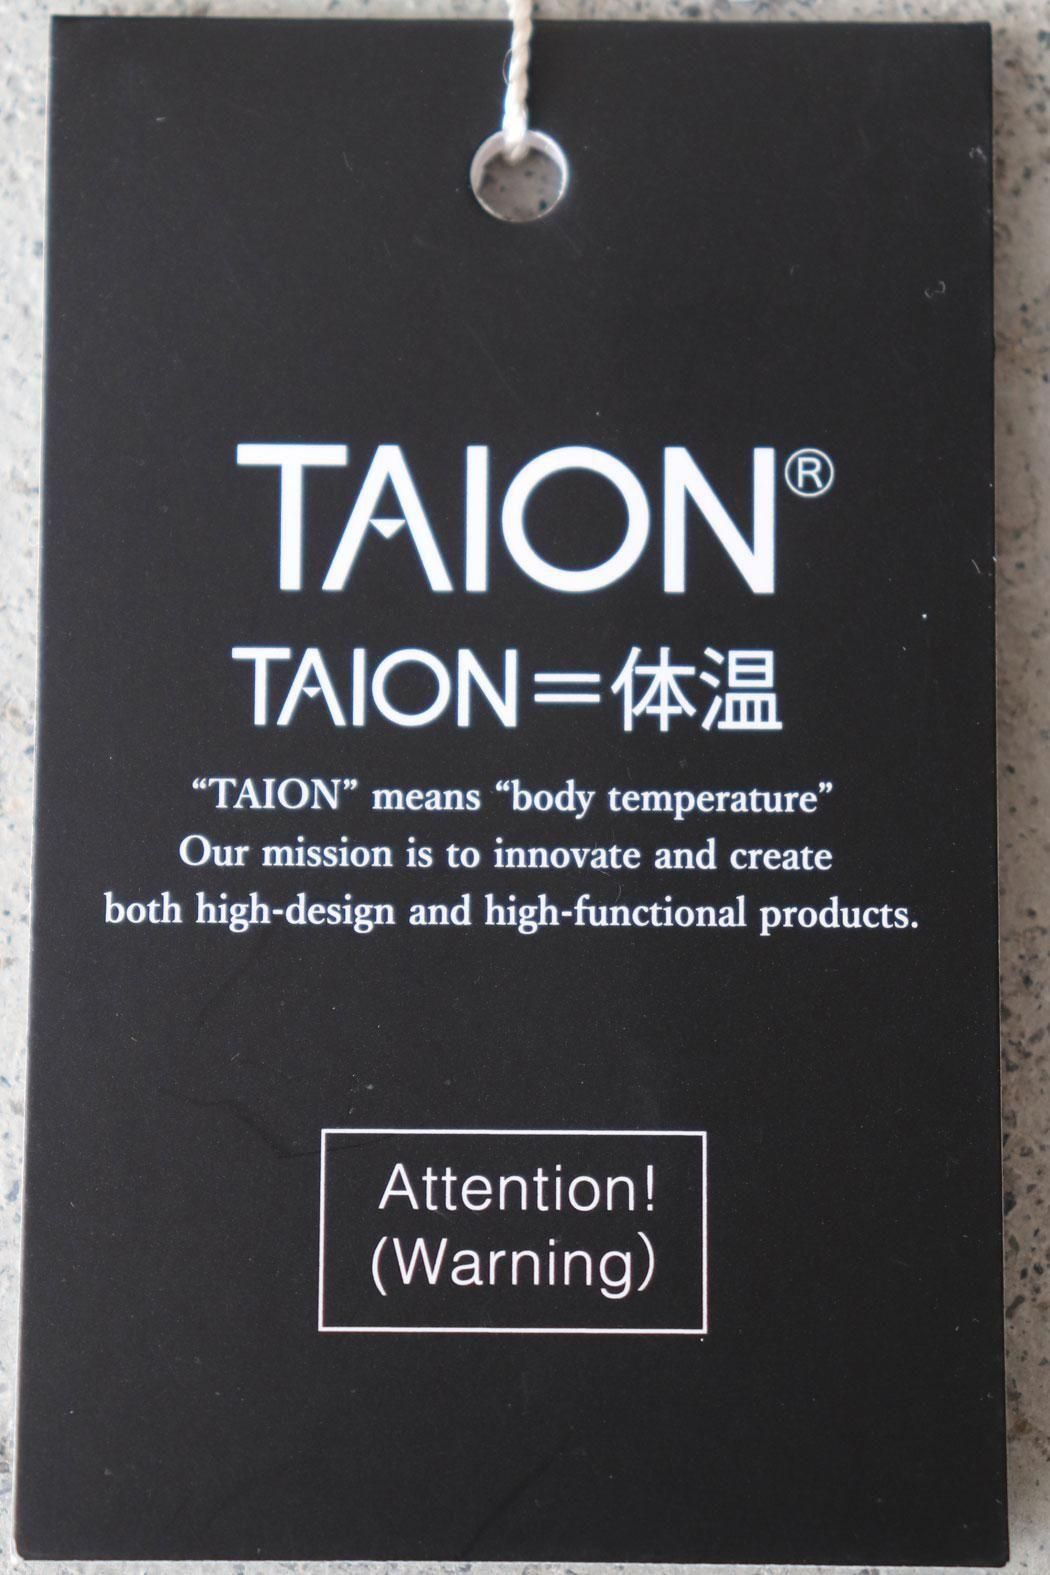 TAION®
TAION=体温
“TAION” means “body temperature”
Our mission is to innovate and create
both high-design and high-functional products.
Attention!
(Warning)